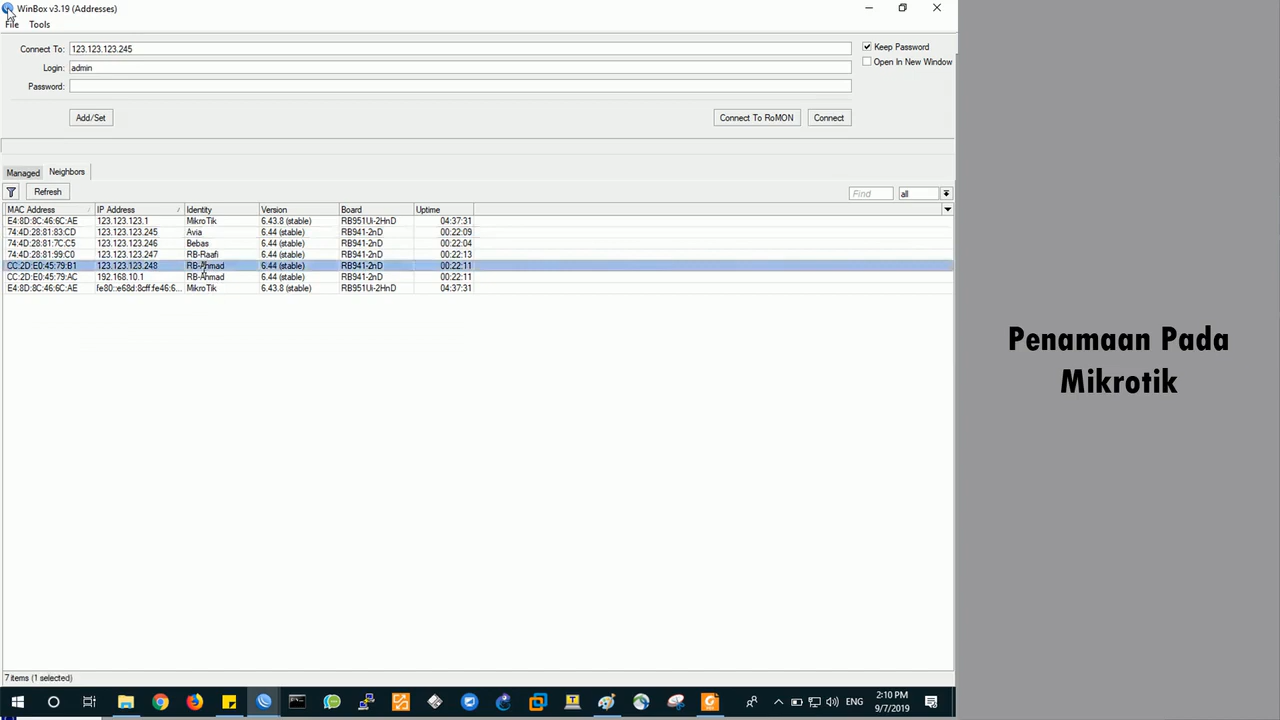 WinBox v3.19 (Addresses)
File Tools
Connect To: 123.123.123.245
Keep Password
Login: admin
Open In New Window
Password:
Add/Set
Connect To RoMON Connect
Managed Neighbors
Refresh
Find all
MAC Address IP Address Identity Version Board Uptime
E4:8D:8C:46:6C:AE 123.123.123.1 MikroTik 6.43.8 (stable) RB951Ui-2HnD 04:37:31
74:4D:28:81:83:CD 123.123.123.245 Avia 6.44 (stable) RB941-2nD 00:22:09
74:4D:28:81:7C:C5 123.123.123.246 Bebas 6.44 (stable) RB941-2nD 00:22:04
74:4D:28:81:99:C0 123.123.123.247 RB-Raafi 6.44 (stable) RB941-2nD 00:22:13
CC:2D:E0:45:79:B1 123.123.123.248 RB-Ahmad 6.44 (stable) RB941-2nD 00:22:11
CC:2D:E0:45:79:AC 192.168.10.1 RB-Ahmad 6.44 (stable) RB941-2nD 00:22:11
E4:8D:8C:46:6C:AE fe80::e68d:8cff:fe46:6... MikroTik 6.43.8 (stable) RB951Ui-2HnD 04:37:31
7 items (1 selected)
ENG
2:10 PM
9/7/2019
Penamaan Pada
Mikrotik